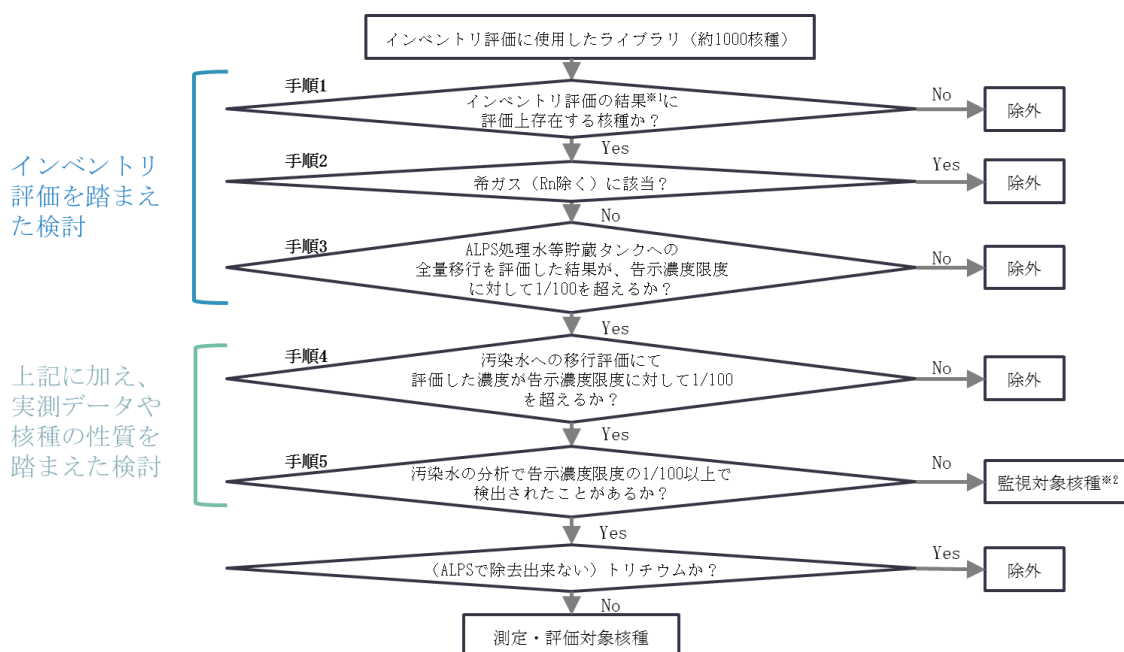 インベントリ評価に使用したライブラリ（約1000核種）
手順1
インベントリ評価の結果※1に
評価上存在する核種か？
No
除外
Yes
手順2
希ガス（Rn除く）に該当？
Yes
除外
No
インベントリ
評価を踏まえ
た検討
手順3
ALPS処理水等貯蔵タンクへの
全量移行を評価した結果が、告示濃度限度
に対して1/100を超えるか？
No
除外
Yes
上記に加え、
実測データや
核種の性質を
踏まえた検討
手順4
汚染水への移行評価にて
評価した濃度が告示濃度限度に対して1/100
を超えるか？
No
除外
Yes
手順5
汚染水の分析で告示濃度限度の1/100以上で
検出されたことがあるか？
No
監視対象核種※2
Yes
（ALPSで除去出来ない）トリチウムか？
Yes
除外
No
測定・評価対象核種